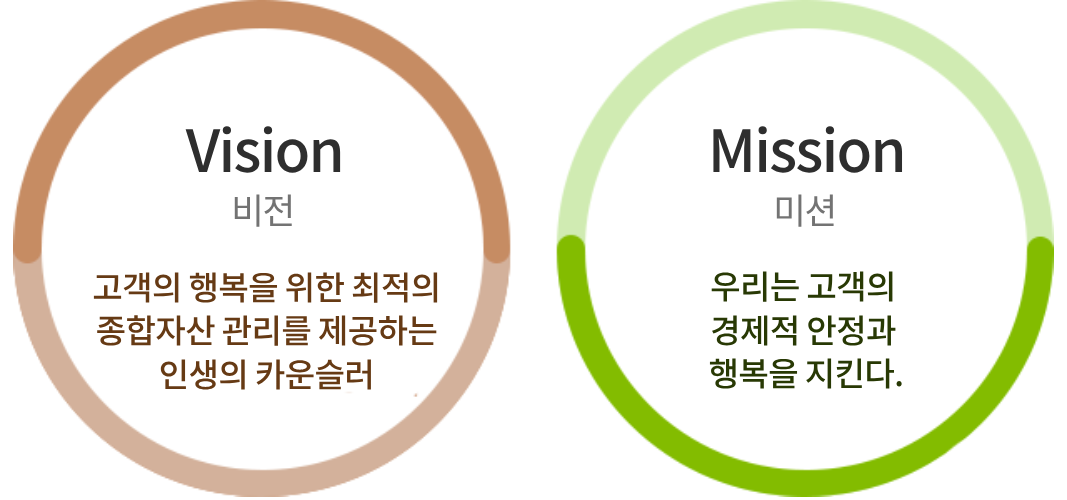 Vision
비전
고객의 행복을 위한 최적의
종합자산 관리를 제공하는
인생의 카운슬러
Mission
미션
우리는 고객의
경제적 안정과
행복을 지킨다.